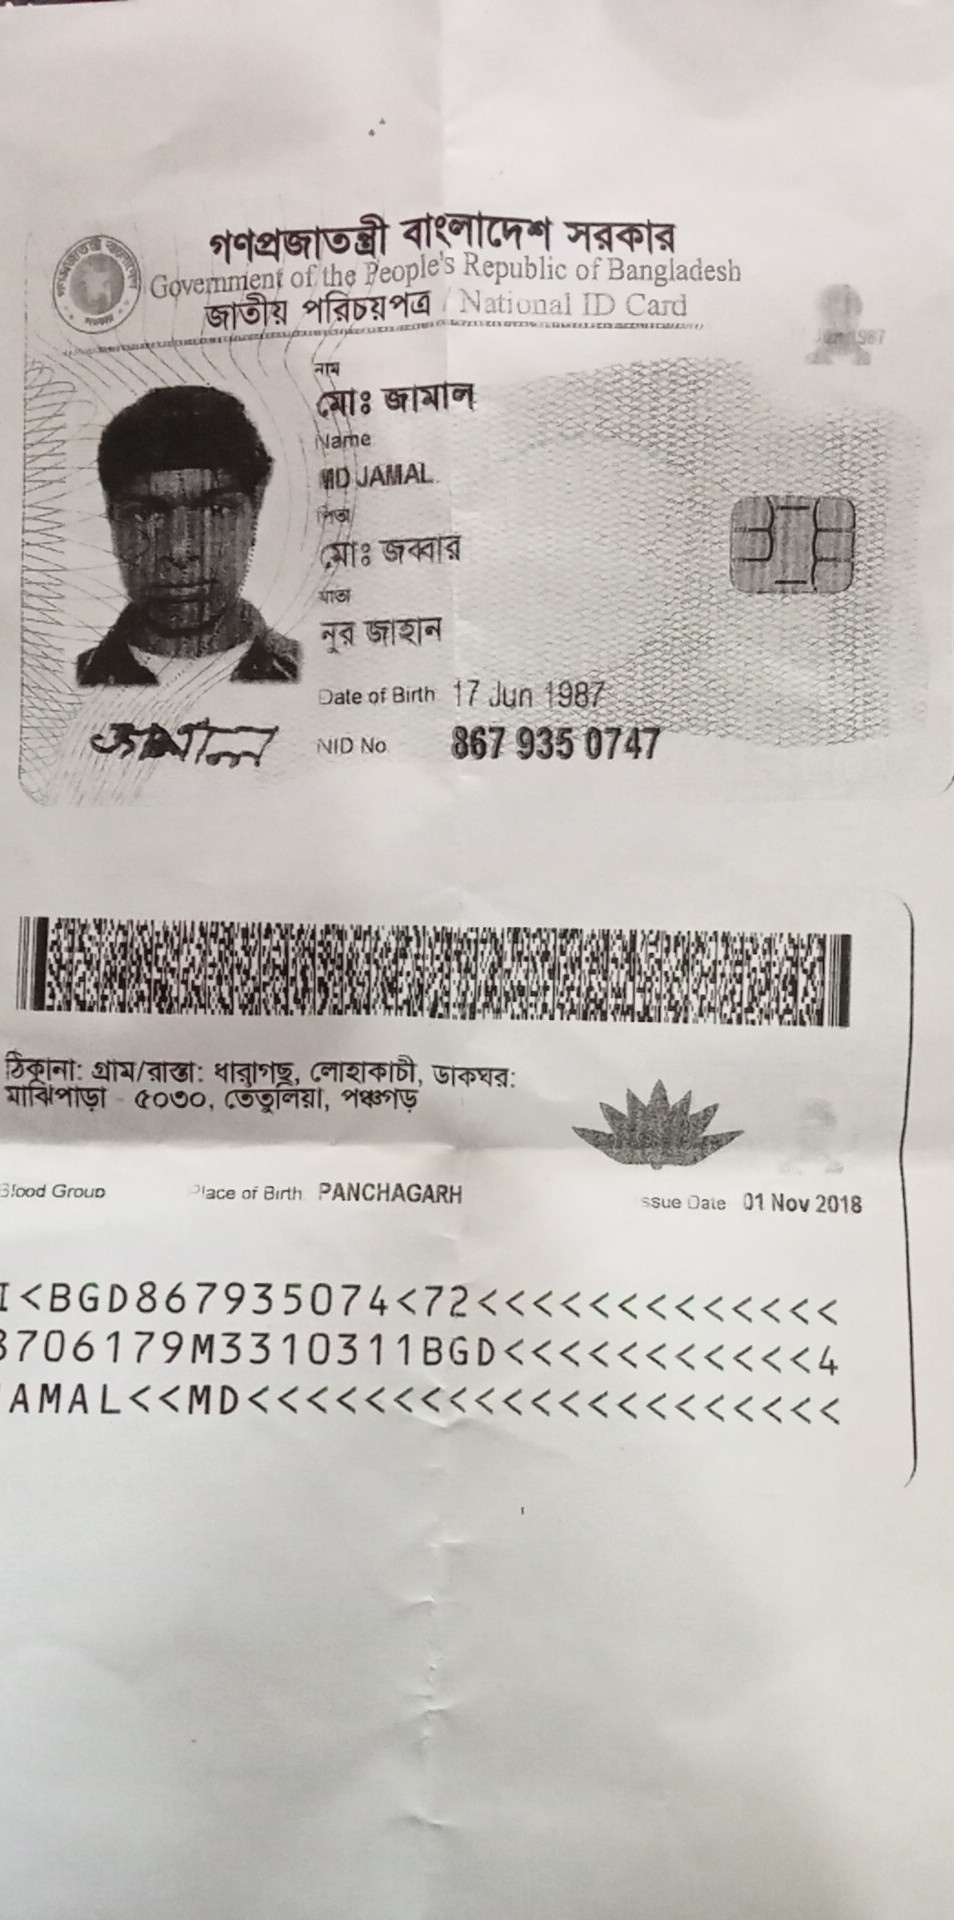 গণপ্রজাতন্ত্রী বাংলাদেশ সরকার
Government of the People's Republic of Bangladesh
জাতীয় পরিচয়পত্র / National ID Card
নাম
মোঃ জামাল
Name
MD JAMAL
পিতা
মোঃ জব্বার
মাতা
নুর জাহান
Date of Birth 17 Jun 1987
জামাল
NID No 867 935 0747
ঠিকানা: গ্রাম/রাস্তা: ধারাগছ, লোহাকাচী, ডাকঘর:
মাঝিপাড়া - ৫০৩০, তেতুলিয়া, পঞ্চগড়
Blood Group Place of Birth PANCHAGARH Issue Date 01 Nov 2018
I<BGD867935074<72<<<<<<<<<<<<<<
8706179M3310311BGD<<<<<<<<<<<4
AMAL<<MD<<<<<<<<<<<<<<<<<<<<<<